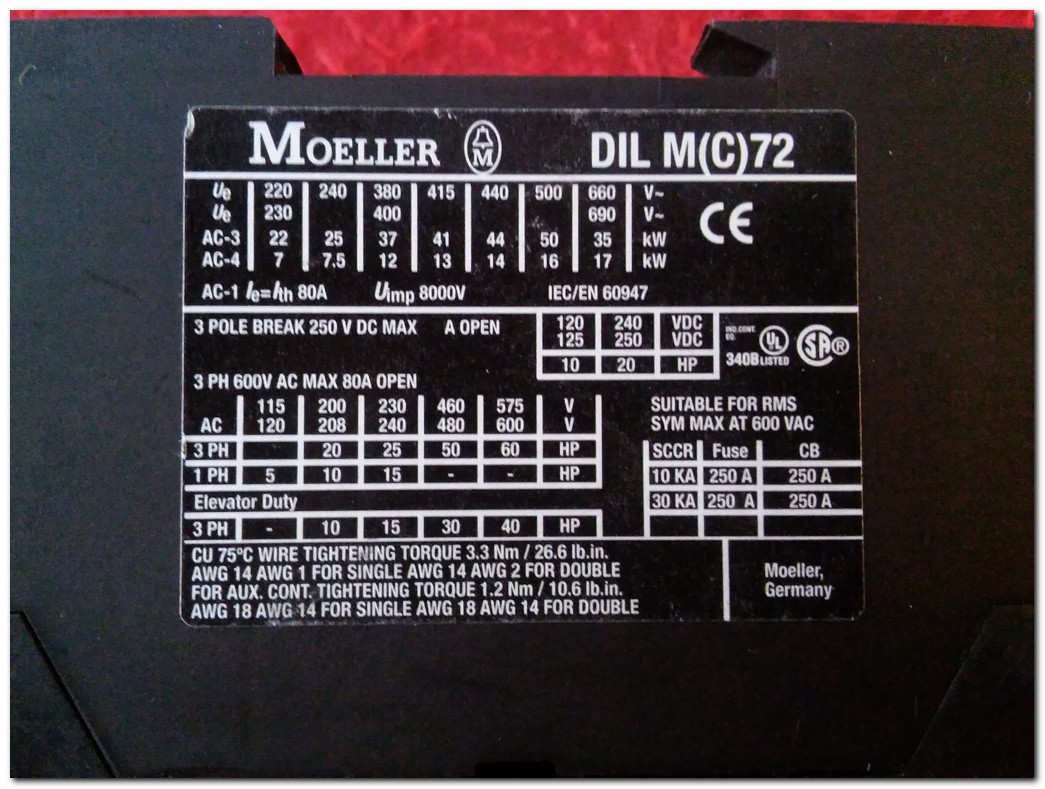 MOELLER M DIL M(C)72
Ue 220 240 380 415 440 500 660 V~
Ue 230 400 690 V~
AC-3 22 25 37 41 44 50 35 kW
AC-4 7 7.5 12 13 14 16 17 kW
CE
AC-1 Ie=Ith 80A Uimp 8000V IEC/EN 60947
3 POLE BREAK 250 V DC MAX A OPEN
120 240 VDC
125 250 VDC
10 20 HP
IND.CONT.
EQ.
340B UL LISTED SA®
3 PH 600V AC MAX 80A OPEN
115 200 230 460 575 V
AC 120 208 240 480 600 V
3 PH 20 25 50 60 HP
1 PH 5 10 15 - - HP
Elevator Duty
3 PH - 10 15 30 40 HP
SUITABLE FOR RMS
SYM MAX AT 600 VAC
SCCR Fuse CB
10 KA 250 A 250 A
30 KA 250 A 250 A
CU 75°C WIRE TIGHTENING TORQUE 3.3 Nm / 26.6 lb.in.
AWG 14 AWG 1 FOR SINGLE AWG 14 AWG 2 FOR DOUBLE
FOR AUX. CONT. TIGHTENING TORQUE 1.2 Nm / 10.6 lb.in.
AWG 18 AWG 14 FOR SINGLE AWG 18 AWG 14 FOR DOUBLE
Moeller,
Germany